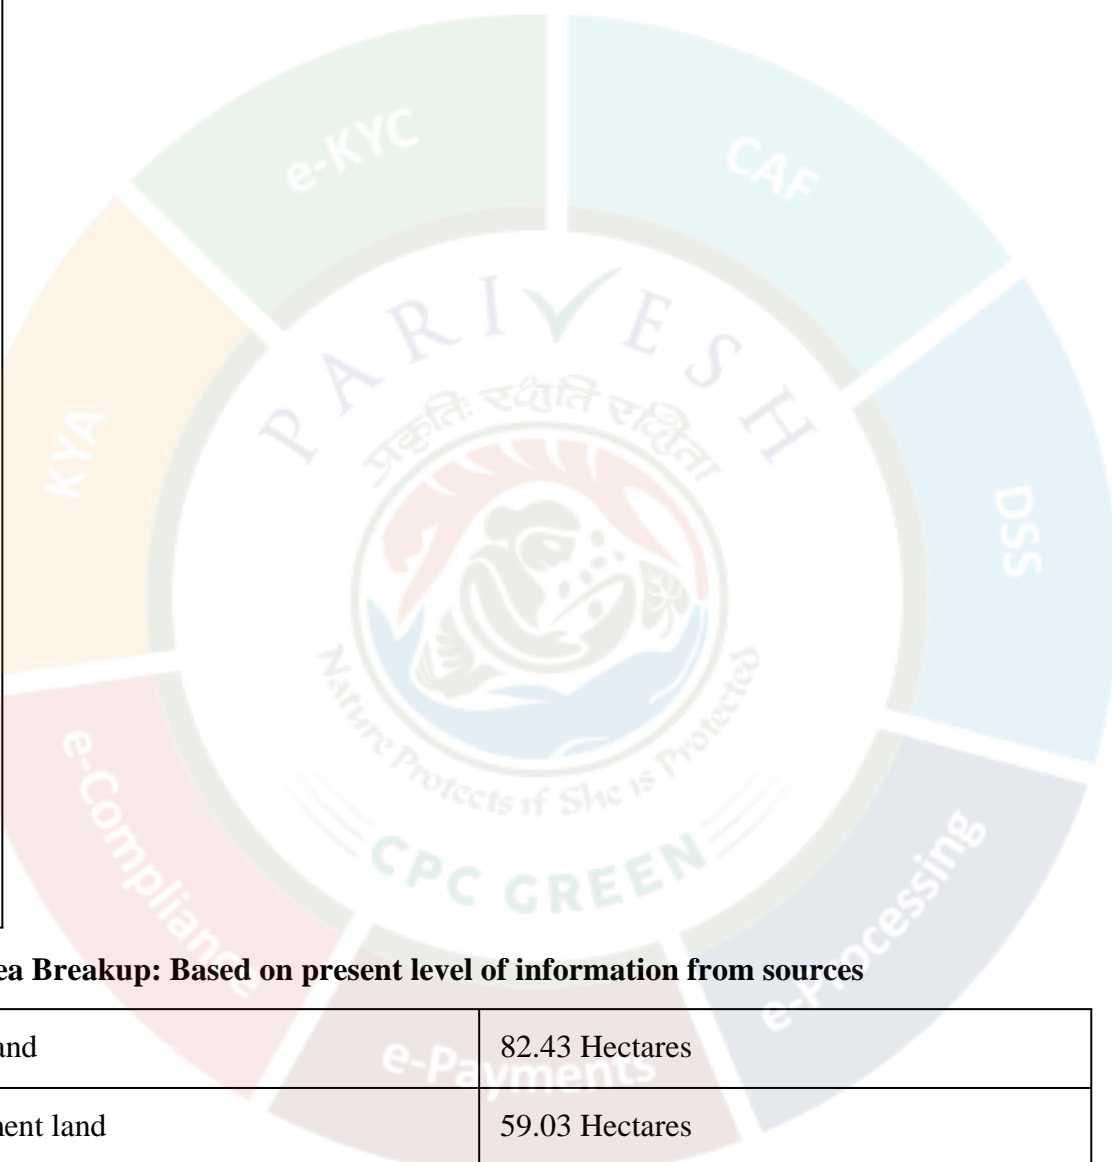 e-KYC
CAF
PARIVESH
प्रकृतिः रक्षति रक्षिता
KYA
DSS
Nature Protects if She is Protected
e-Compliance
CPC GREEN
e-Processing
ea Breakup: Based on present level of information from sources
and 82.43 Hectares
e-Payments
nent land 59.03 Hectares